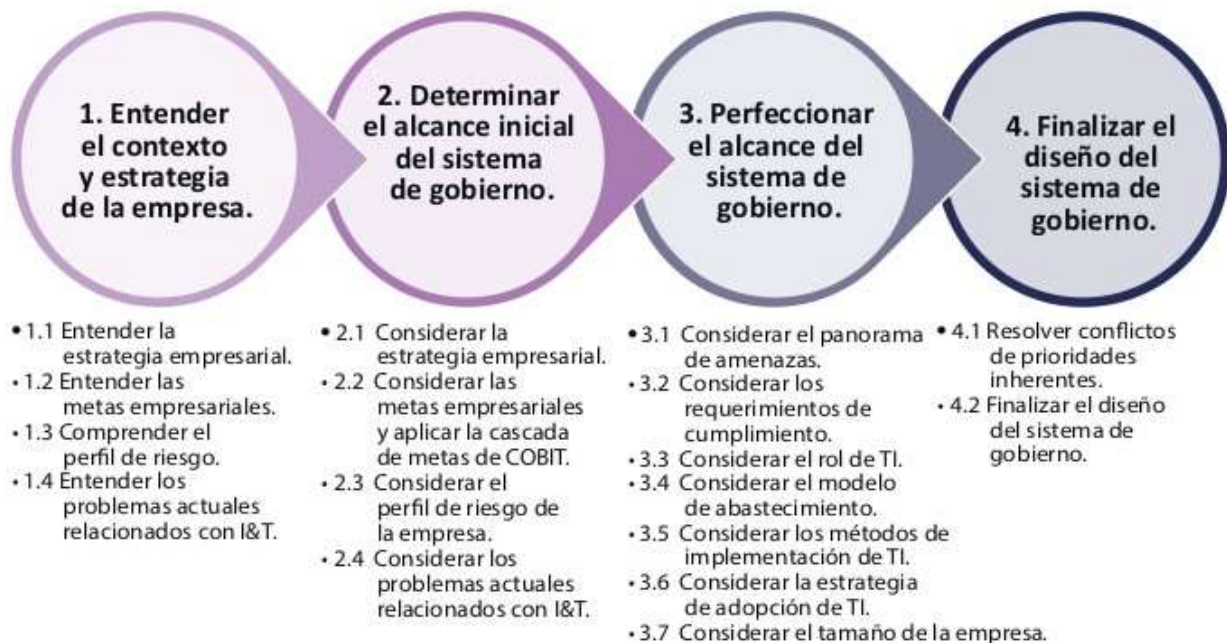 1. Entender
el contexto
y estrategia
de la empresa.
2. Determinar
el alcance inicial
del sistema
de gobierno.
3. Perfeccionar
el alcance del
sistema de
gobierno.
4. Finalizar el
diseño del
sistema de
gobierno.
• 1.1 Entender la
estrategia empresarial.
• 1.2 Entender las
metas empresariales.
• 1.3 Comprender el
perfil de riesgo.
• 1.4 Entender los
problemas actuales
relacionados con I&T.
• 2.1 Considerar la
estrategia empresarial.
• 2.2 Considerar las
metas empresariales
y aplicar la cascada
de metas de COBIT.
• 2.3 Considerar el
perfil de riesgo de
la empresa.
• 2.4 Considerar los
problemas actuales
relacionados con I&T.
• 3.1 Considerar el panorama
de amenazas.
• 3.2 Considerar los
requerimientos de
cumplimiento.
• 3.3 Considerar el rol de TI.
• 3.4 Considerar el modelo
de abastecimiento.
• 3.5 Considerar los métodos de
implementación de TI.
• 3.6 Considerar la estrategia
de adopción de TI.
• 3.7 Considerar el tamaño de la empresa.
• 4.1 Resolver conflictos
de prioridades
inherentes.
• 4.2 Finalizar el diseño
del sistema de
gobierno.